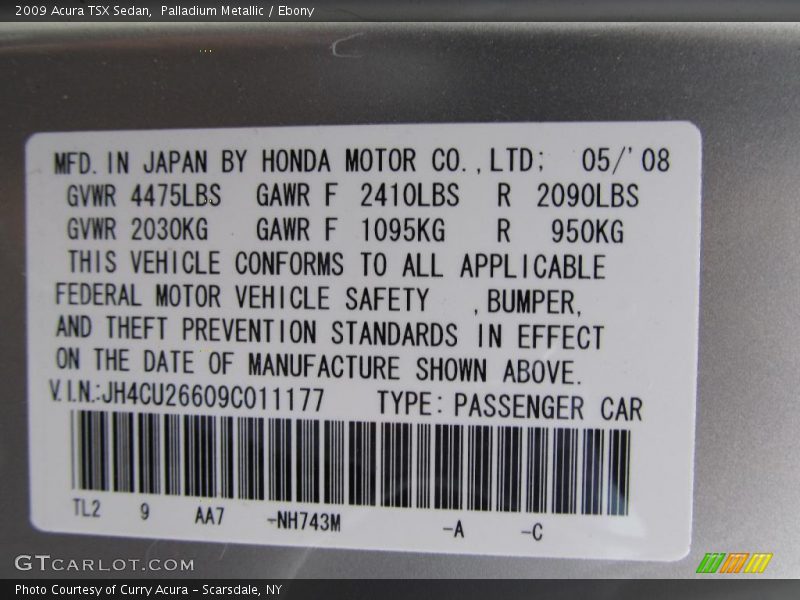 2009 Acura TSX Sedan, Palladium Metallic / Ebony
MFD. IN JAPAN BY HONDA MOTOR CO.,LTD; 05/'08
GVWR 4475LBS GAWR F 2410LBS R 2090LBS
GVWR 2030KG GAWR F 1095KG R 950KG
THIS VEHICLE CONFORMS TO ALL APPLICABLE
FEDERAL MOTOR VEHICLE SAFETY ,BUMPER,
AND THEFT PREVENTION STANDARDS IN EFFECT
ON THE DATE OF MANUFACTURE SHOWN ABOVE.
V.I.N.:JH4CU26609C011177 TYPE: PASSENGER CAR
TL2 9 AA7 -NH743M -A -C
GTCARLOT.COM
Photo Courtesy of Curry Acura - Scarsdale, NY